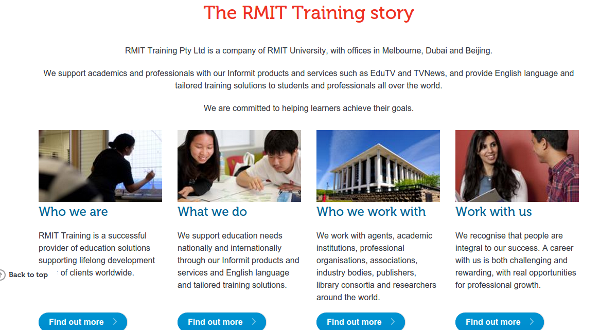 The RMIT Training story
RMIT Training Pty Ltd is a company of RMIT University, with offices in Melbourne, Dubai and Beijing.
We support academics and professionals with our Informit products and services such as EduTV and TVNews, and provide English language and
tailored training solutions to students and professionals all over the world.
We are committed to helping learners achieve their goals.
Who we are
RMIT Training is a successful
provider of education solutions
supporting lifelong development
of clients worldwide.
Back to top
Find out more
What we do
We support education needs
nationally and internationally
through our Informit products and
services and English language
and tailored training solutions.
Find out more
Who we work with
We work with agents, academic
institutions, professional
organisations, associations,
industry bodies, publishers,
library consortia and researchers
around the world.
Find out more
Work with us
We recognise that people are
integral to our success. A career
with us is both challenging and
rewarding, with real opportunities
for professional growth.
Find out more